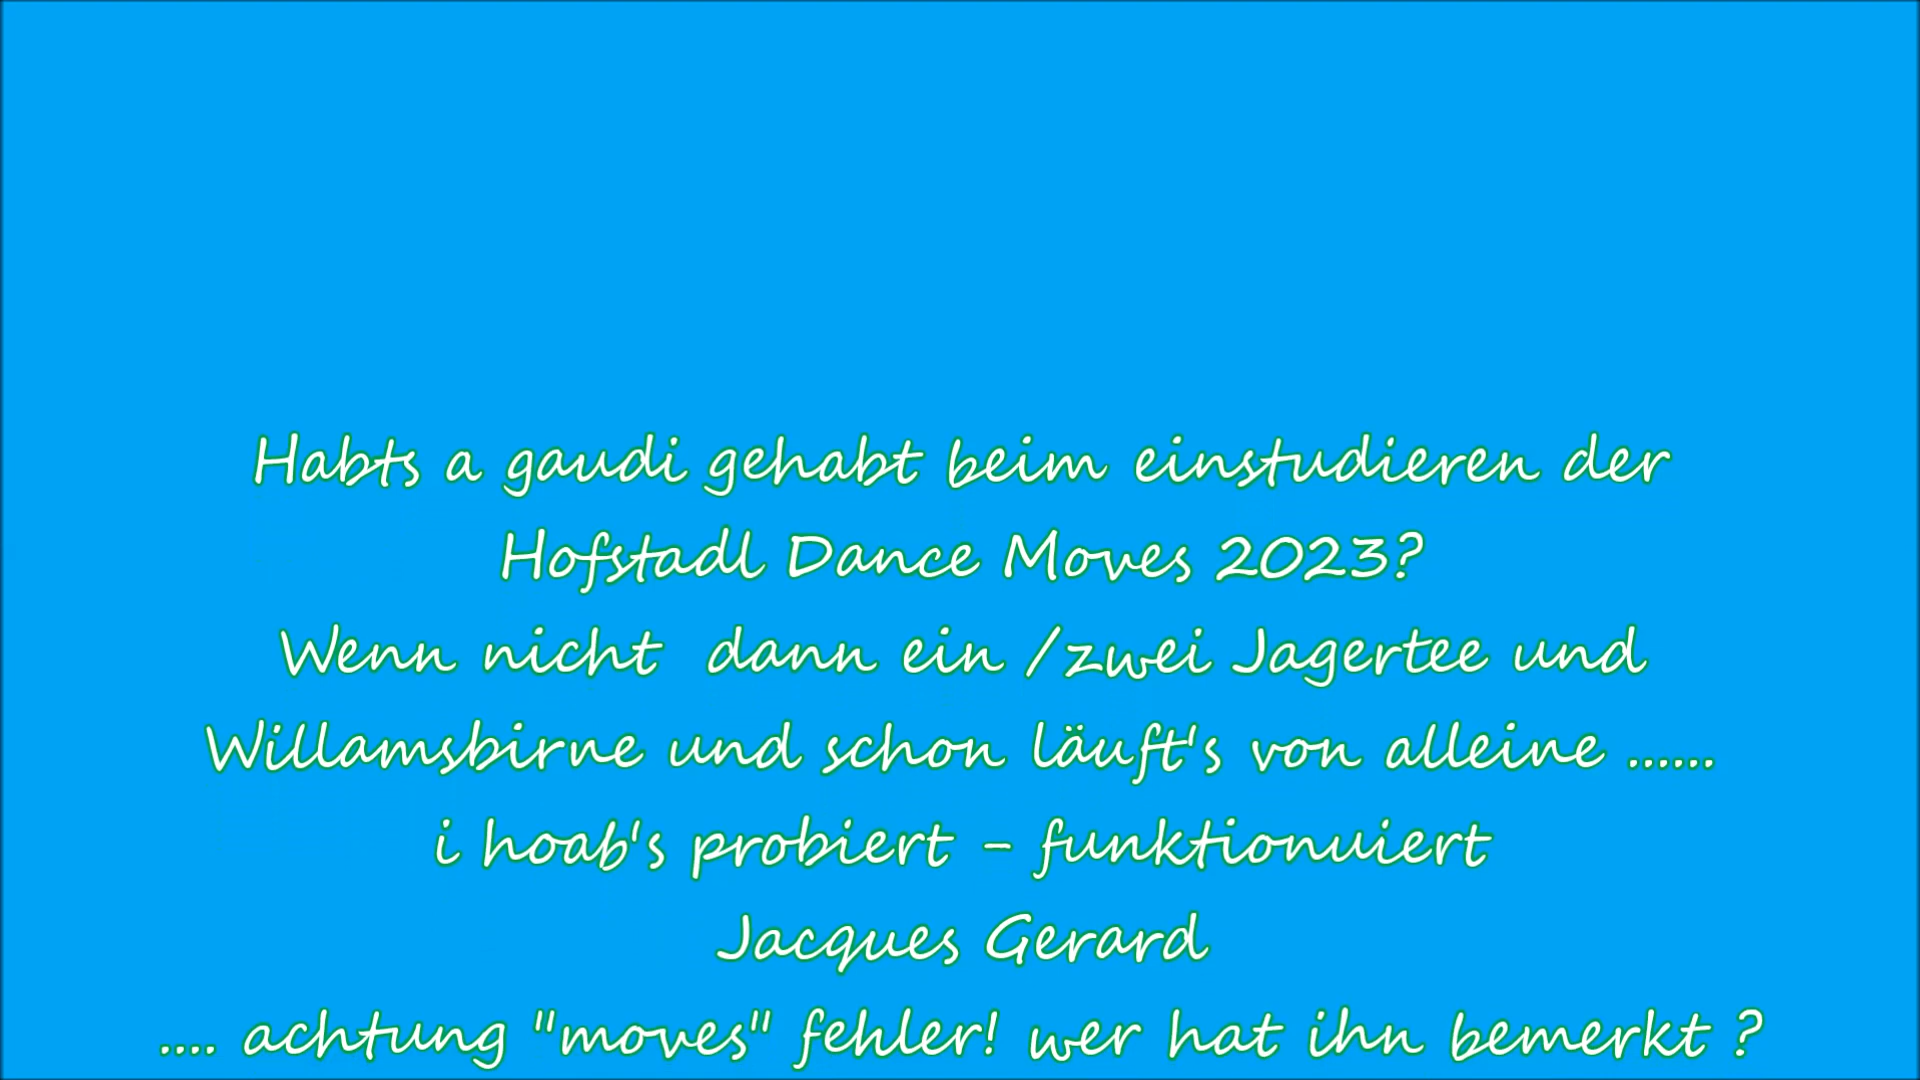 Habts a gaudi gehabt beim einstudieren der
Hofstadl Dance Moves 2023?
Wenn nicht  dann ein /zwei Jagertee und
Willamsbirne und schon läuft's von alleine ......
i hoab's probiert - funktionuiert
Jacques Gerard
.... achtung "moves" fehler! wer hat ihn bemerkt ?